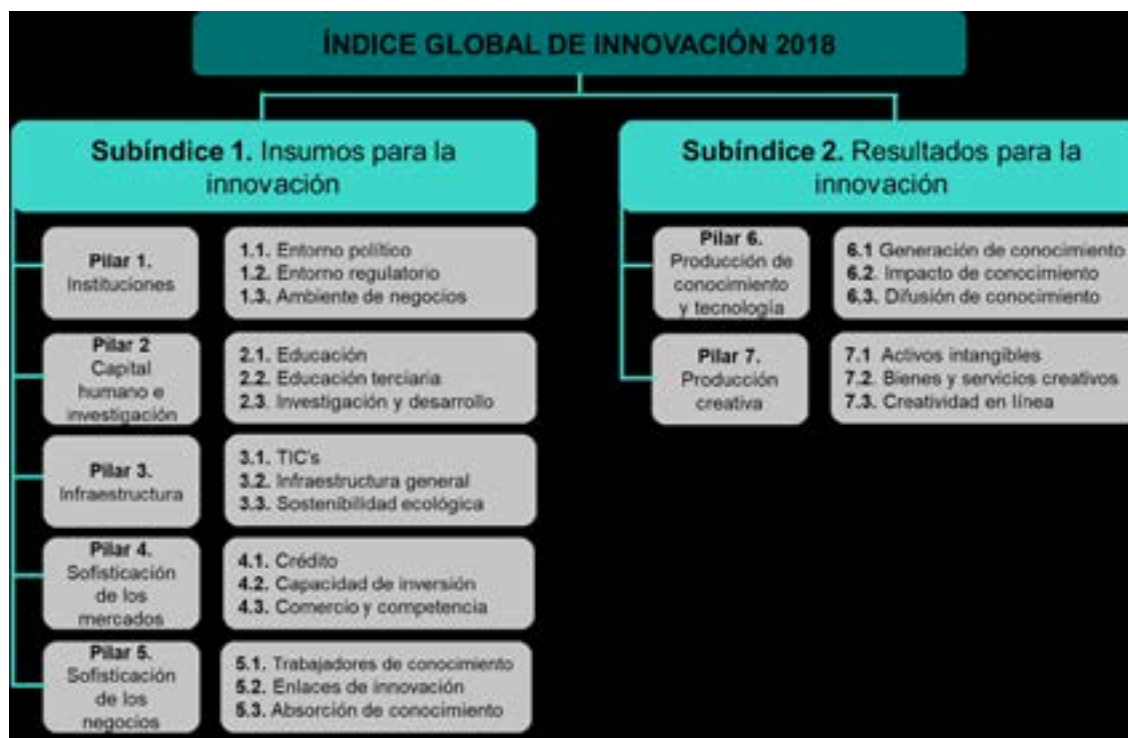 ÍNDICE GLOBAL DE INNOVACIÓN 2018
Subíndice 1. Insumos para la
innovación
Pilar 1.
Instituciones
1.1. Entorno político
1.2. Entorno regulatorio
1.3. Ambiente de negocios
Pilar 2
Capital
humano e
investigación
2.1. Educación
2.2. Educación terciaria
2.3. Investigación y desarrollo
Pilar 3.
Infraestructura
3.1. TIC's
3.2. Infraestructura general
3.3. Sostenibilidad ecológica
Pilar 4.
Sofisticación
de los
mercados
4.1. Crédito
4.2. Capacidad de inversión
4.3. Comercio y competencia
Pilar 5.
Sofisticación
de los
negocios
5.1. Trabajadores de conocimiento
5.2. Enlaces de innovación
5.3. Absorción de conocimiento
Subíndice 2. Resultados para la
innovación
Pilar 6.
Producción de
conocimiento
y tecnología
6.1 Generación de conocimiento
6.2. Impacto de conocimiento
6.3. Difusión de conocimiento
Pilar 7.
Producción
creativa
7.1 Activos intangibles
7.2. Bienes y servicios creativos
7.3. Creatividad en línea